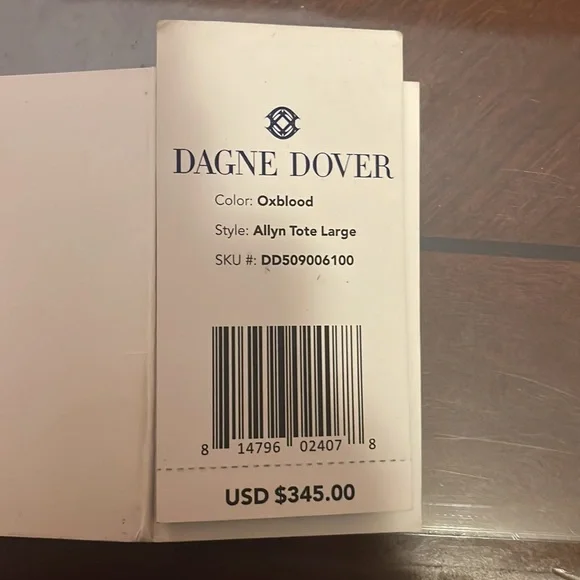 DAGNE DOVER
Color: Oxblood
Style: Allyn Tote Large
SKU #: DD509006100
8 14796 02407 8
USD $345.00